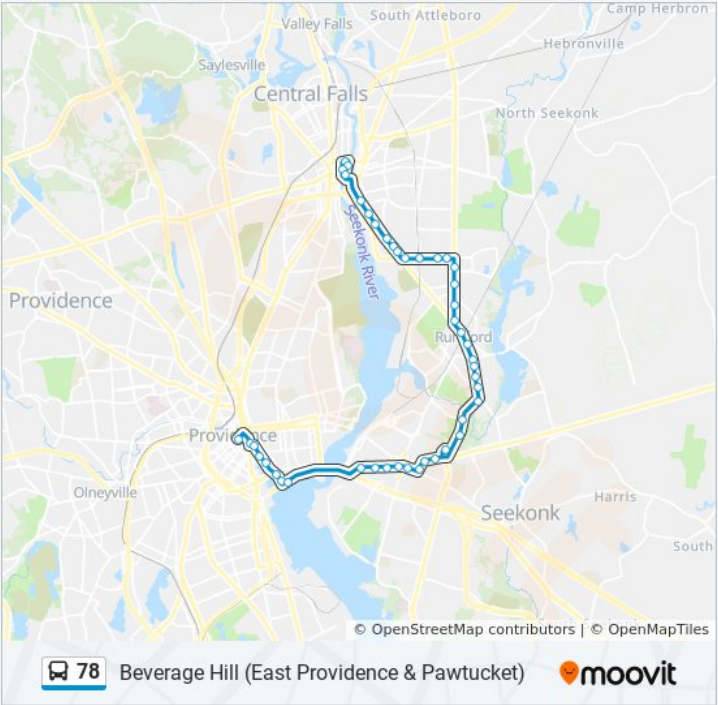 Camp Herbron
South Attleboro
Valley Falls
Hebronville
Saylesville
Central Falls
North Seekonk
Seekonk River
Providence
Rumford
Providence
Olneyville
Harris
Seekonk
South
© OpenStreetMap contributors | © OpenMapTiles
78 Beverage Hill (East Providence & Pawtucket) moovit